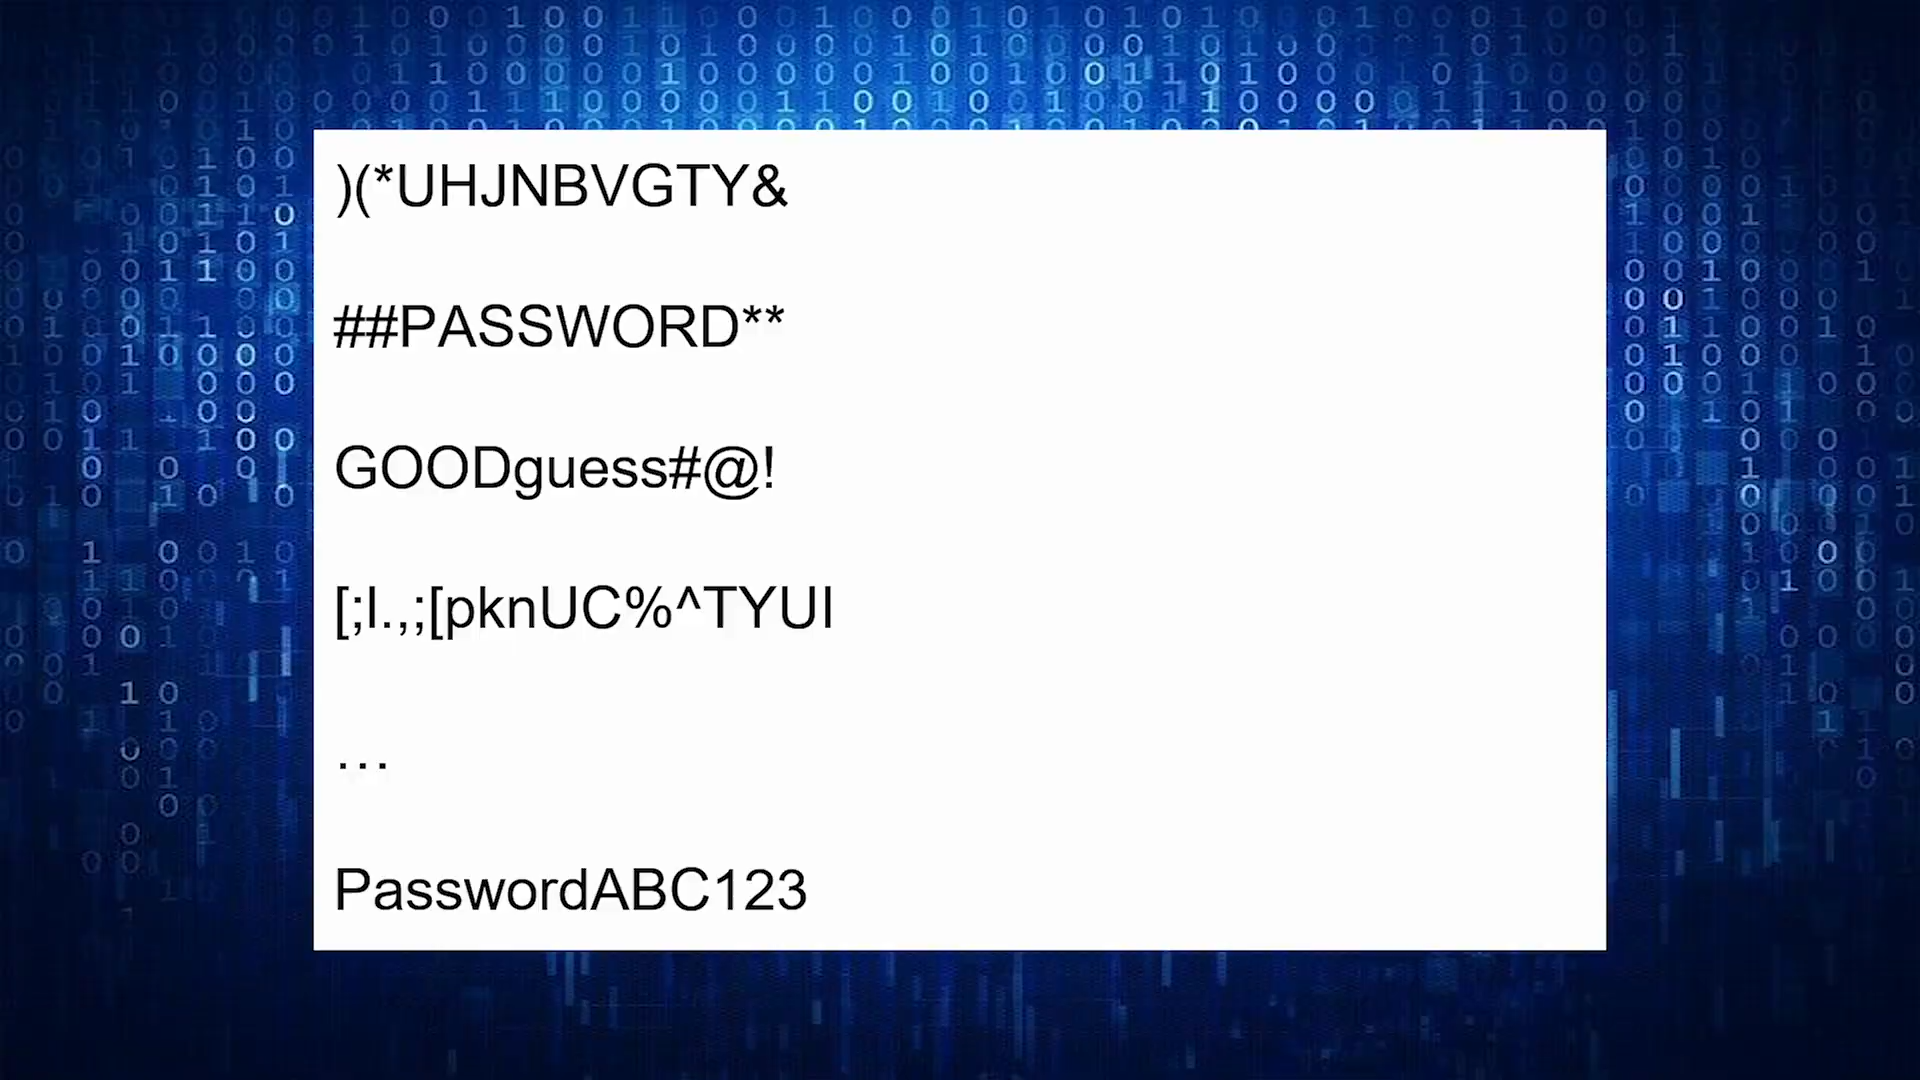 )(*UHJNBVGTY&
##PASSWORD**
GOODguess#@!
[;l.,;[pknUC%^TYUI
...
PasswordABC123